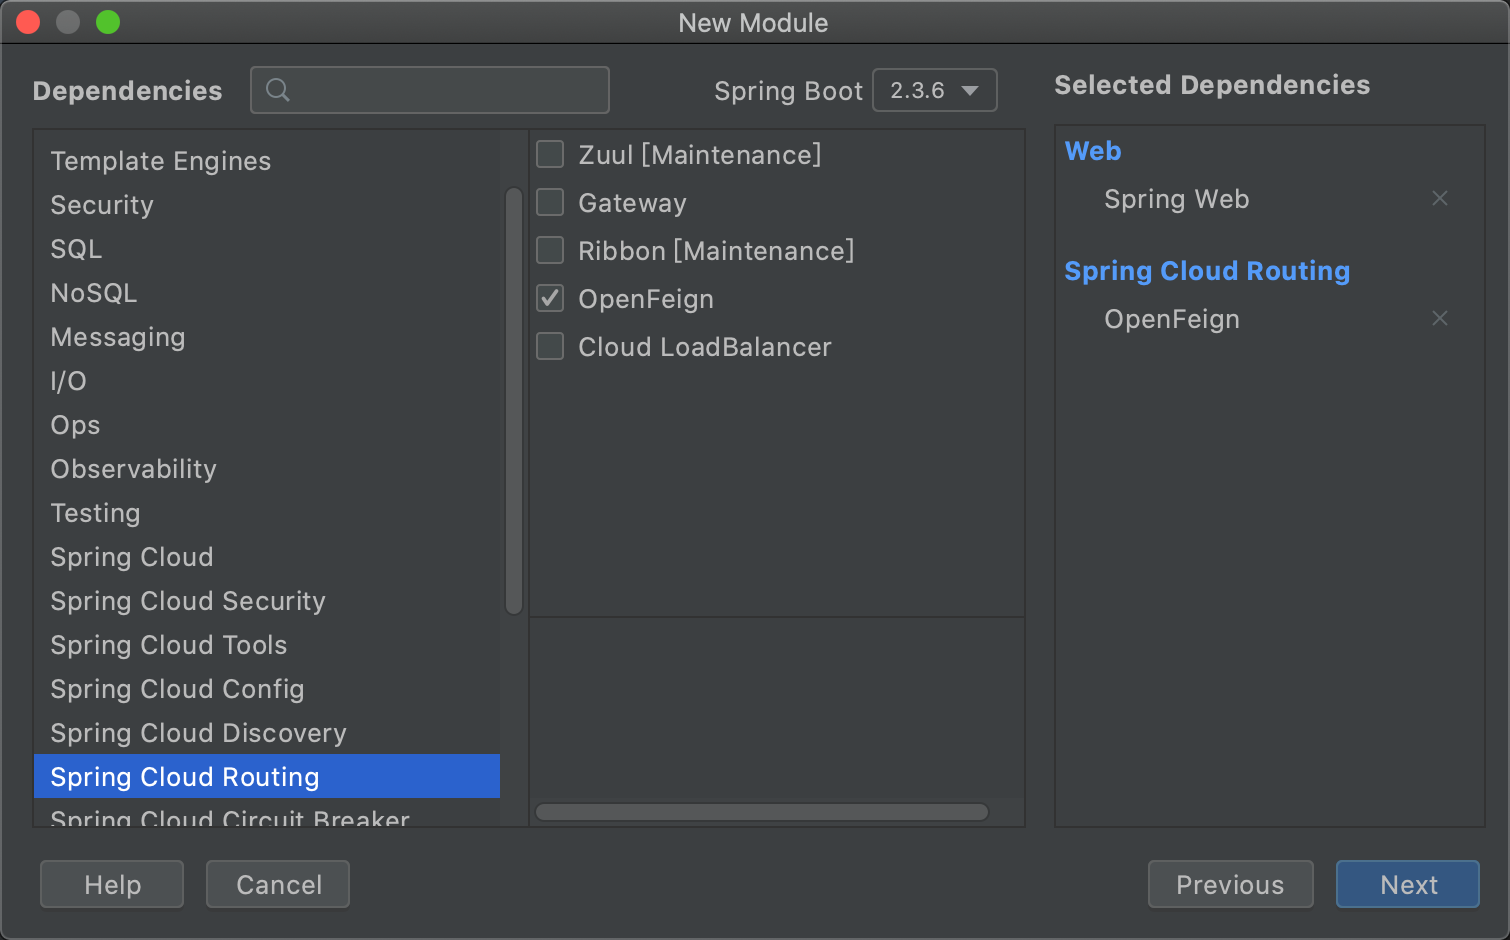 New Module
Dependencies
Spring Boot 2.3.6
Selected Dependencies
Template Engines
Security
SQL
NoSQL
Messaging
I/O
Ops
Observability
Testing
Spring Cloud
Spring Cloud Security
Spring Cloud Tools
Spring Cloud Config
Spring Cloud Discovery
Spring Cloud Routing
Spring Cloud Circuit Breaker
Zuul [Maintenance]
Gateway
Ribbon [Maintenance]
OpenFeign
Cloud LoadBalancer
Web
Spring Web
Spring Cloud Routing
OpenFeign
Help
Cancel
Previous
Next